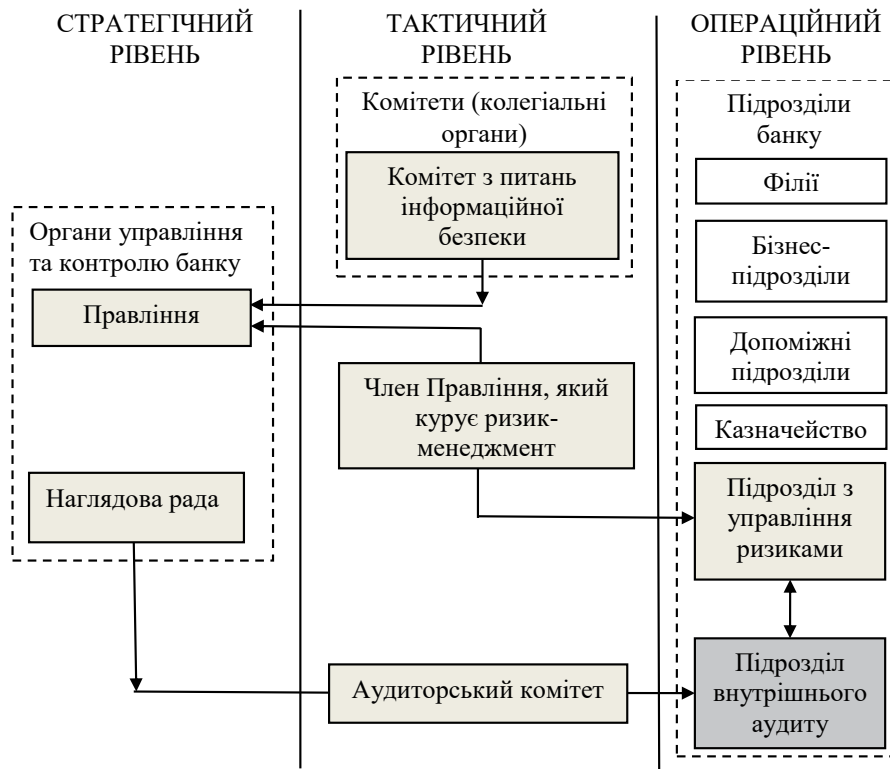 СТРАТЕГІЧНИЙ
РІВЕНЬ
ТАКТИЧНИЙ
РІВЕНЬ
ОПЕРАЦІЙНИЙ
РІВЕНЬ
Комітети (колегіальні
органи)
Комітет з питань
інформаційної
безпеки
Органи управління
та контролю банку
Правління
Член Правління, який
курує ризик-
менеджмент
Наглядова рада
Аудиторський комітет
Підрозділи
банку
Філії
Бізнес-
підрозділи
Допоміжні
підрозділи
Казначейство
Підрозділ з
управління
ризиками
Підрозділ
внутрішнього
аудиту